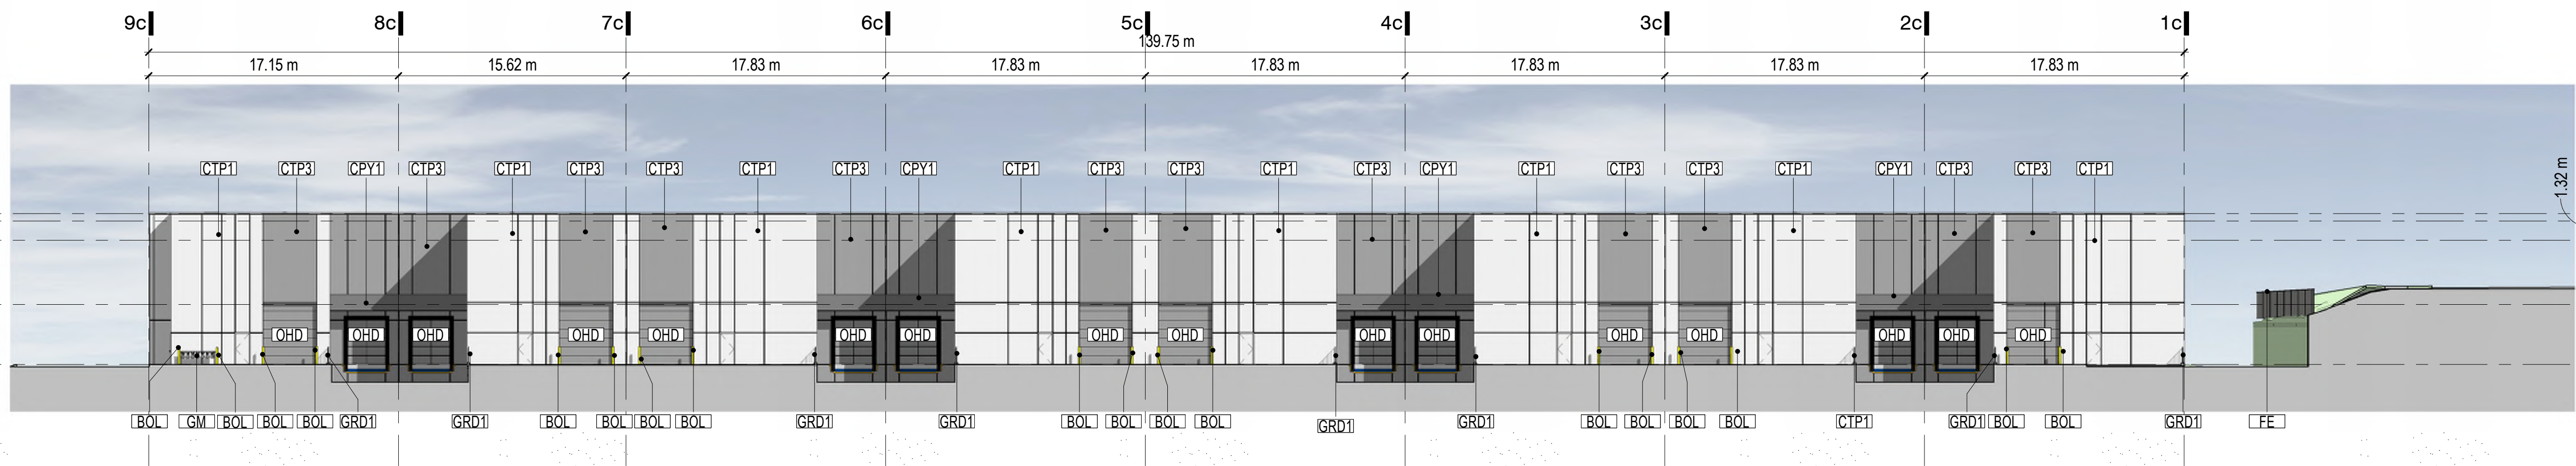 9c 8c 7c 6c 5c 4c 3c 2c 1c
139.75 m
17.15 m 15.62 m 17.83 m 17.83 m 17.83 m 17.83 m 17.83 m 17.83 m
CTP1 CTP3 CPY1 CTP3 CTP1 CTP3 CTP3 CTP1 CTP3 CPY1 CTP1 CTP3 CTP3 CTP1 CTP3 CPY1 CTP1 CTP3 CTP3 CTP1 CPY1 CTP3 CTP3 CTP1
1.32 m
OHD OHD OHD OHD OHD OHD OHD OHD OHD OHD OHD OHD OHD OHD OHD OHD
BOL GM BOL BOL BOL GRD1 GRD1 BOL BOL BOL BOL GRD1 GRD1 BOL BOL BOL BOL GRD1 GRD1 BOL BOL BOL BOL CTP1 GRD1 BOL BOL GRD1 FE